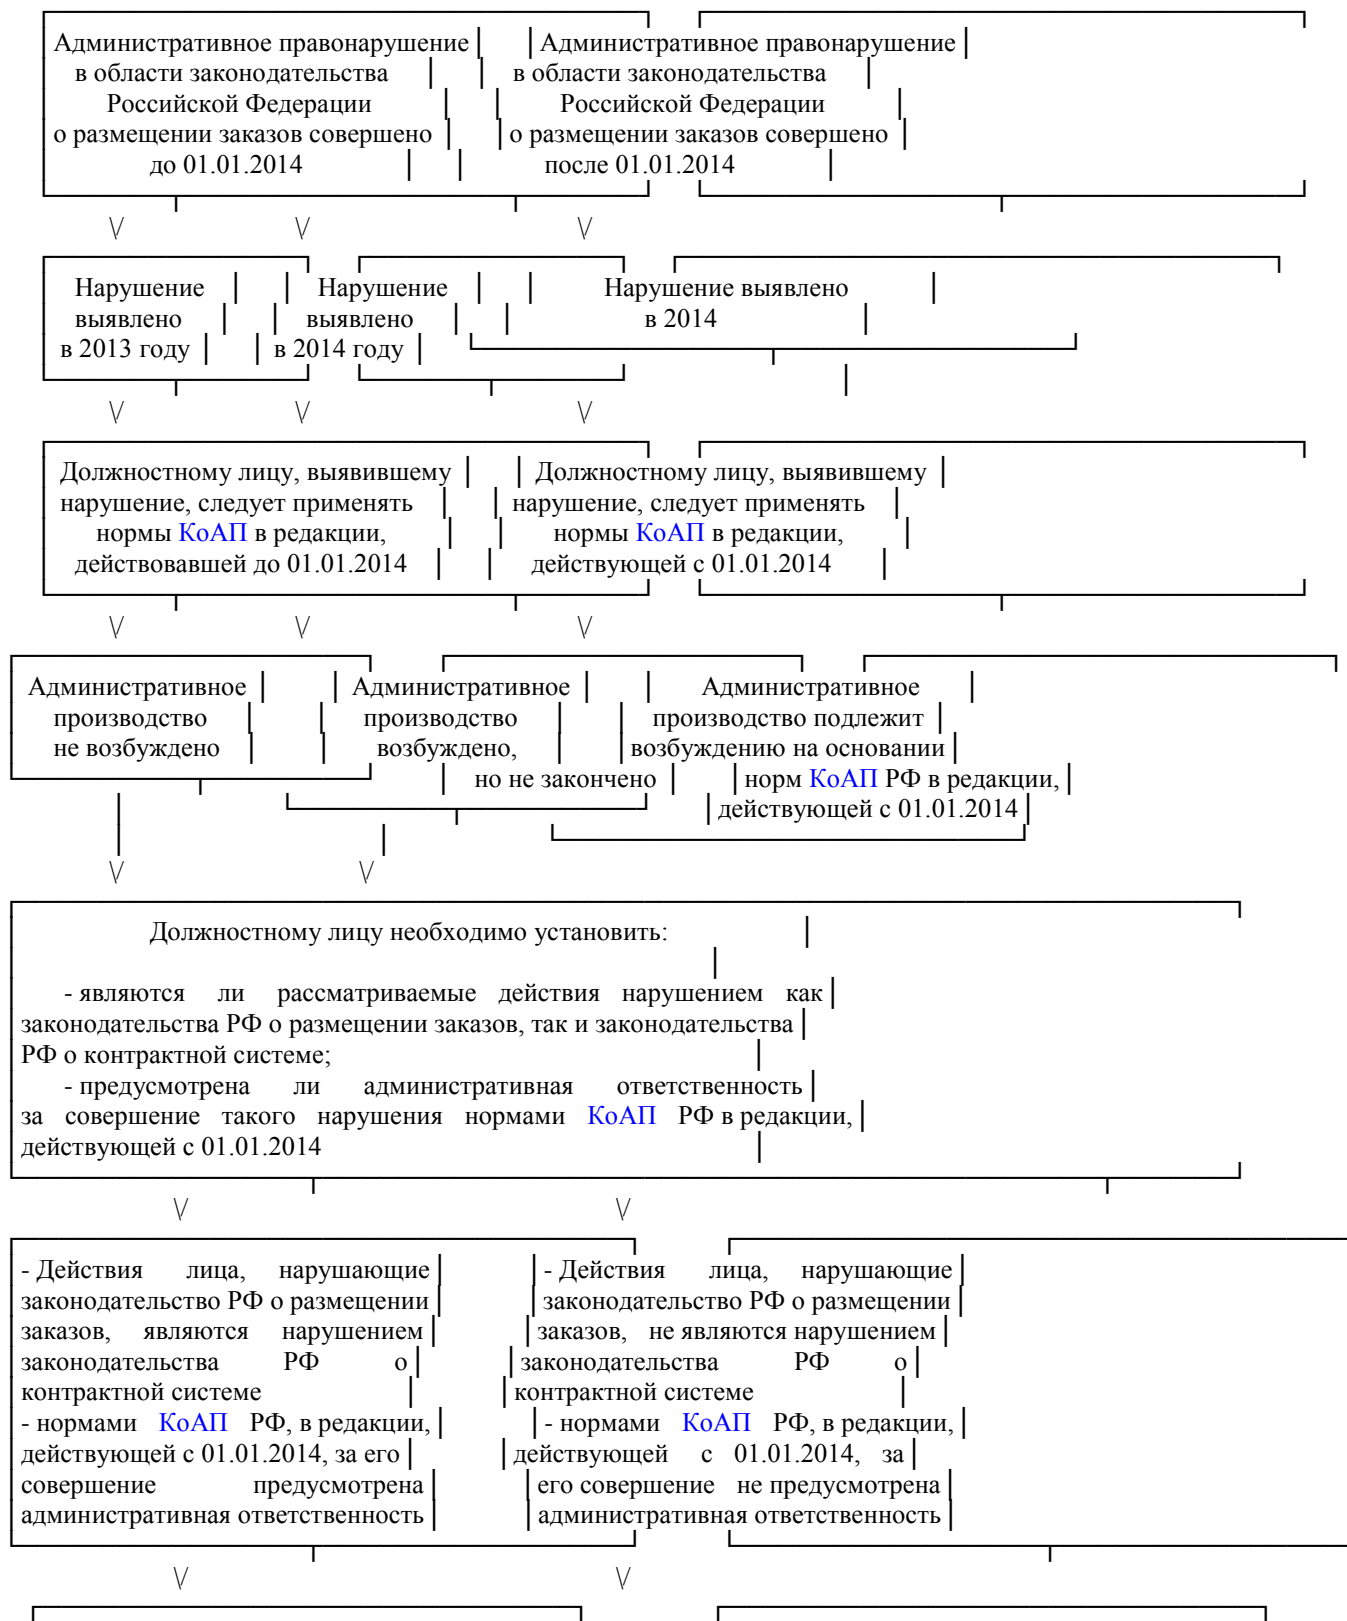 Административное правонарушение Административное правонарушение
в области законодательства в области законодательства
Российской Федерации Российской Федерации
о размещении заказов совершено о размещении заказов совершено
до 01.01.2014 после 01.01.2014
\/ \/ \/
Нарушение Нарушение Нарушение выявлено
выявлено выявлено в 2014
в 2013 году в 2014 году
\/ \/ \/
Должностному лицу, выявившему Должностному лицу, выявившему
нарушение, следует применять нарушение, следует применять
нормы КоАП в редакции, нормы КоАП в редакции,
действовавшей до 01.01.2014 действующей с 01.01.2014
\/ \/ \/
Административное Административное Административное
производство производство производство подлежит
не возбуждено возбуждено, возбуждению на основании
но не закончено норм КоАП РФ в редакции,
действующей с 01.01.2014
\/ \/
Должностному лицу необходимо установить:
- являются ли рассматриваемые действия нарушением как
законодательства РФ о размещении заказов, так и законодательства
РФ о контрактной системе;
- предусмотрена ли административная ответственность
за совершение такого нарушения нормами КоАП РФ в редакции,
действующей с 01.01.2014
\/ \/
- Действия лица, нарушающие - Действия лица, нарушающие
законодательство РФ о размещении законодательство РФ о размещении
заказов, являются нарушением заказов, не являются нарушением
законодательства РФ о законодательства РФ о
контрактной системе контрактной системе
- нормами КоАП РФ, в редакции, - нормами КоАП РФ, в редакции,
действующей с 01.01.2014, за его действующей с 01.01.2014, за
совершение предусмотрена его совершение не предусмотрена
административная ответственность административная ответственность
\/ \/